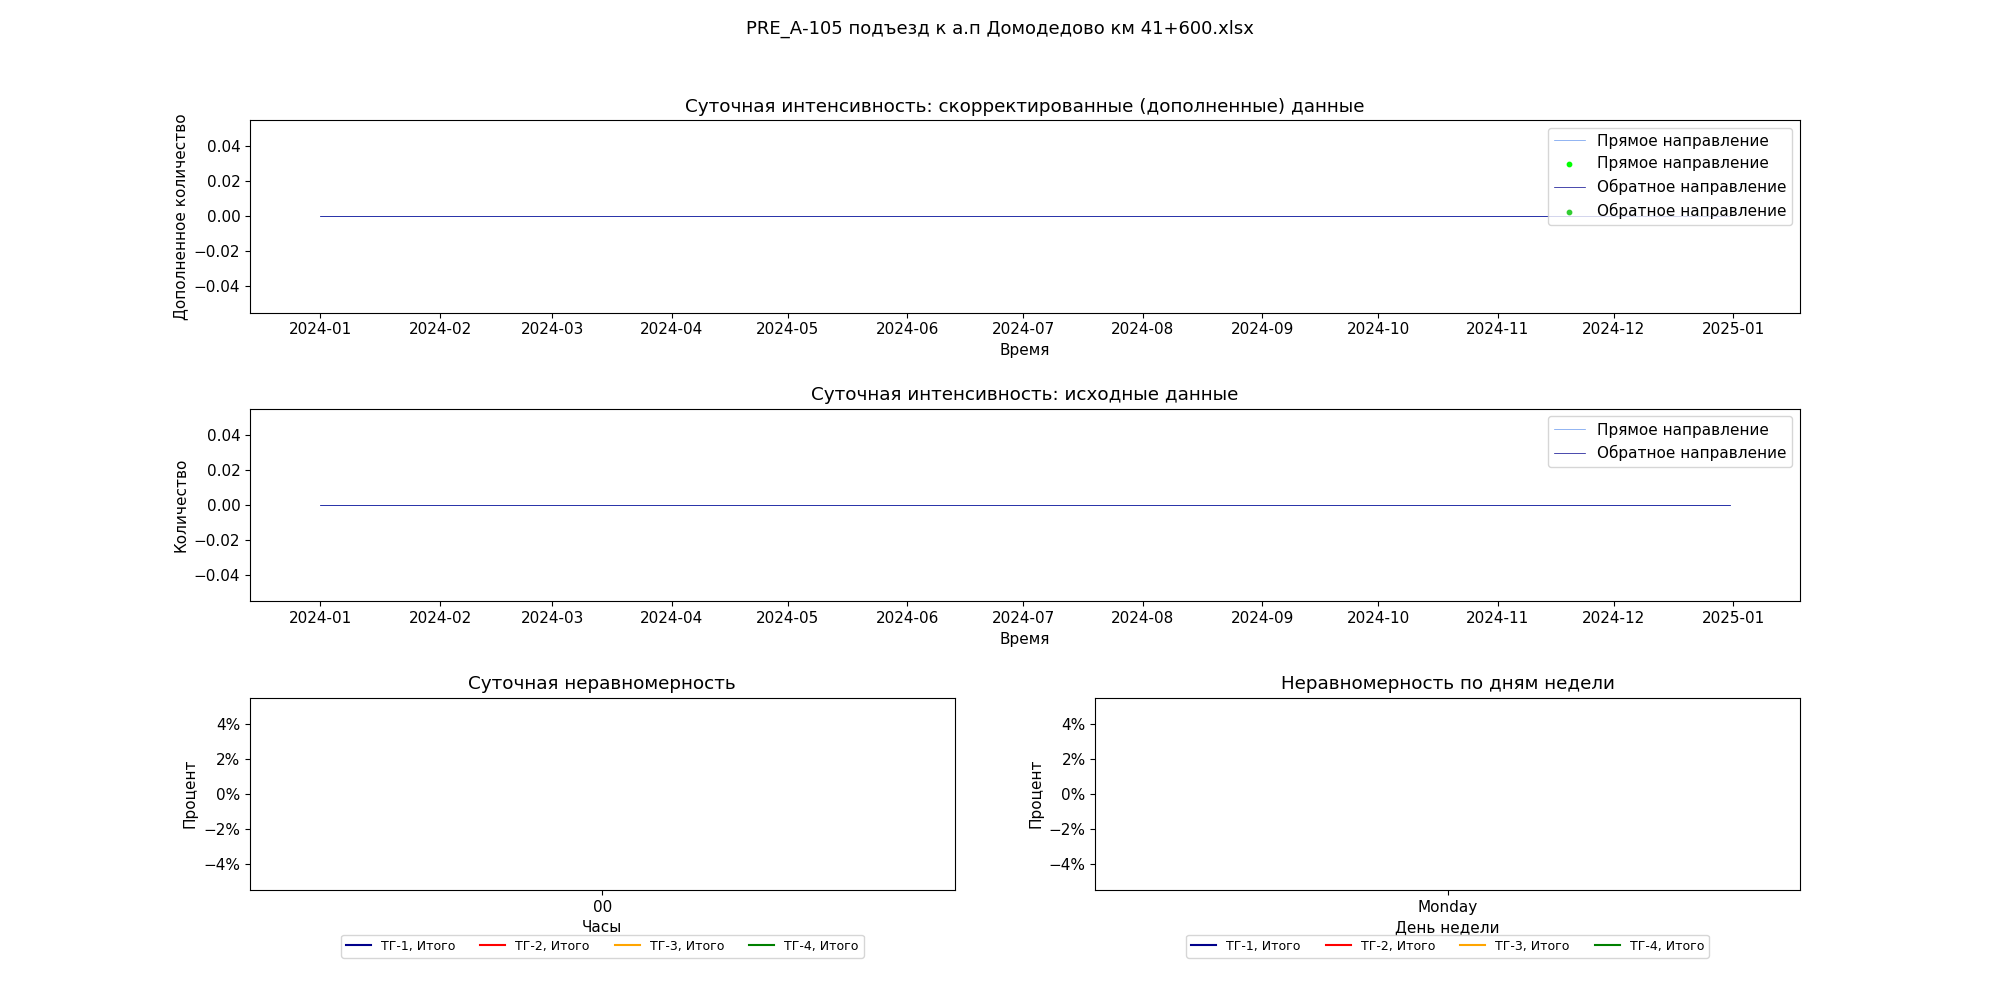 PRE_A-105 подъезд к а.п Домодедово км 41+600.xlsx
Суточная интенсивность: скорректированные (дополненные) данные
Дополненное количество
0.04
0.02
0.00
−0.02
−0.04
Прямое направление
Прямое направление
Обратное направление
Обратное направление
2024-01 2024-02 2024-03 2024-04 2024-05 2024-06 2024-07 2024-08 2024-09 2024-10 2024-11 2024-12 2025-01
Время
Суточная интенсивность: исходные данные
Количество
0.04
0.02
0.00
−0.02
−0.04
Прямое направление
Обратное направление
2024-01 2024-02 2024-03 2024-04 2024-05 2024-06 2024-07 2024-08 2024-09 2024-10 2024-11 2024-12 2025-01
Время
Суточная неравномерность
Процент
4%
2%
0%
−2%
−4%
00
Часы
ТГ-1, Итого ТГ-2, Итого ТГ-3, Итого ТГ-4, Итого
Неравномерность по дням недели
Процент
4%
2%
0%
−2%
−4%
Monday
День недели
ТГ-1, Итого ТГ-2, Итого ТГ-3, Итого ТГ-4, Итого